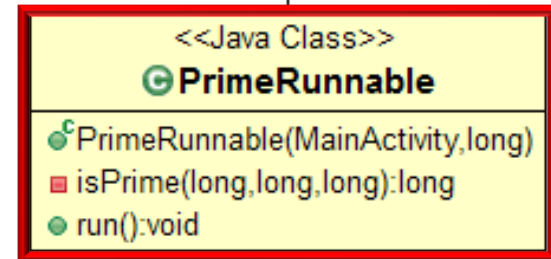 <<Java Class>>
C PrimeRunnable
C PrimeRunnable(MainActivity,long)
isPrime(long,long,long):long
run():void